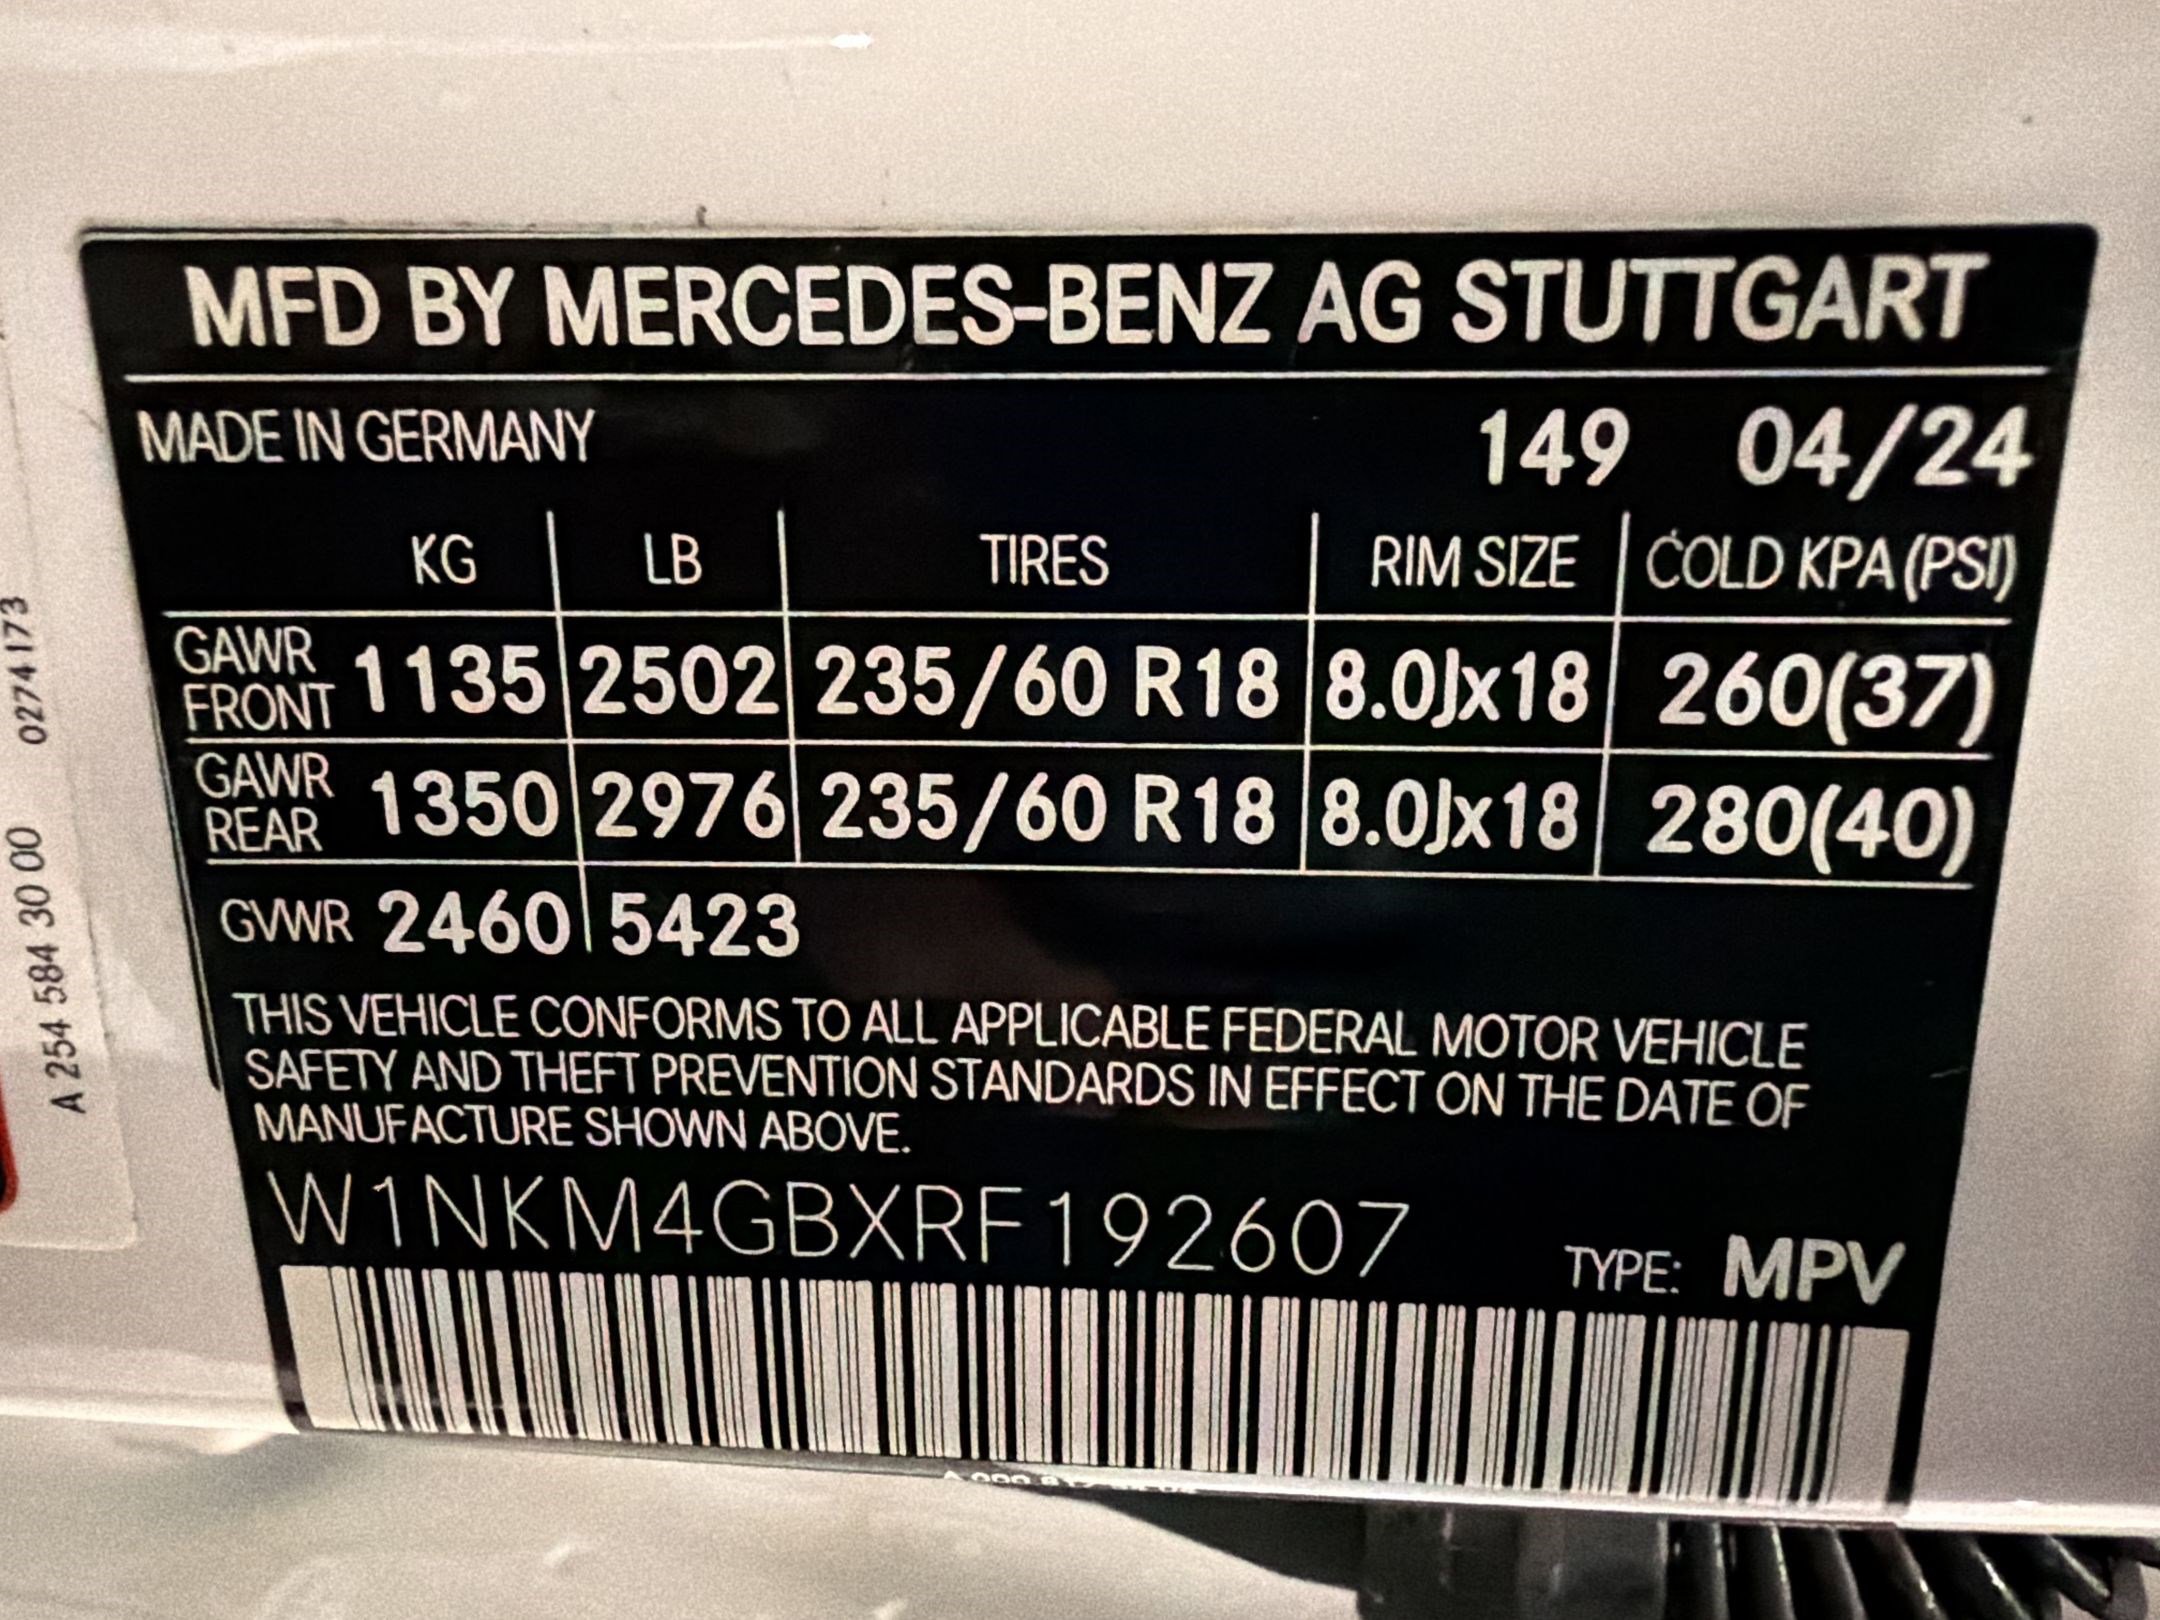 MFD BY MERCEDES-BENZ AG STUTTGART
MADE IN GERMANY 149 04/24
KG LB TIRES RIM SIZE COLD KPA (PSI)
GAWR FRONT 1135 2502 235/60 R18 8.0Jx18 260(37)
GAWR REAR 1350 2976 235/60 R18 8.0Jx18 280(40)
GVWR 2460 5423
THIS VEHICLE CONFORMS TO ALL APPLICABLE FEDERAL MOTOR VEHICLE
SAFETY AND THEFT PREVENTION STANDARDS IN EFFECT ON THE DATE OF
MANUFACTURE SHOWN ABOVE.
W1NKM4GBXRF192607
TYPE: MPV
A 254 584 30 00 0274173